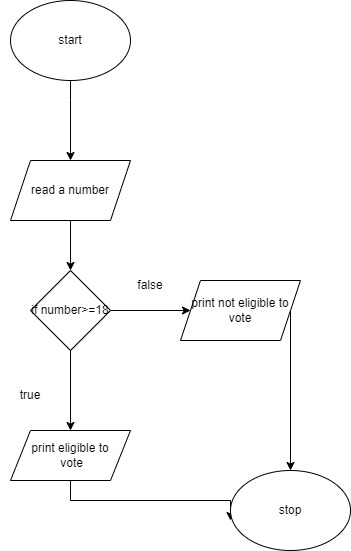 start
read a number
if number>=18
false
print not eligible to
vote
true
print eligible to
vote
stop